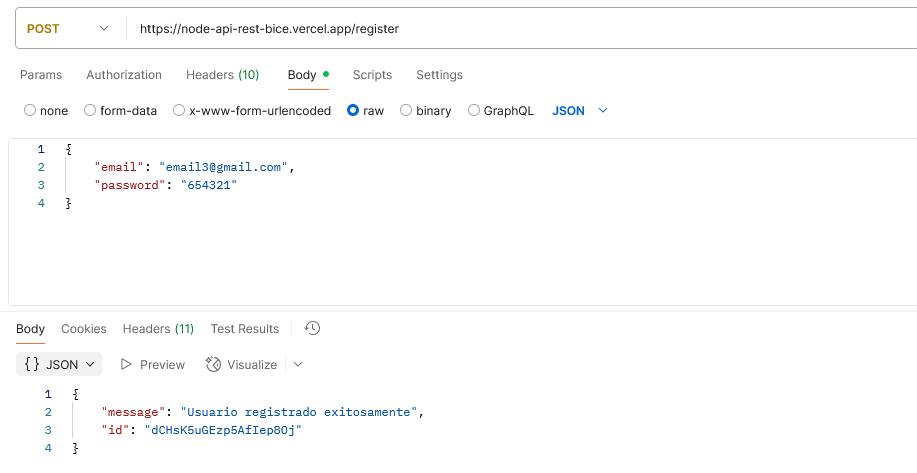 POST https://node-api-rest-bice.vercel.app/register
Params Authorization Headers (10) Body Scripts Settings
none form-data x-www-form-urlencoded raw binary GraphQL JSON
1 {
2 "email": "email3@gmail.com",
3 "password": "654321"
4 }
Body Cookies Headers (11) Test Results
{} JSON Preview Visualize
1 {
2 "message": "Usuario registrado exitosamente",
3 "id": "dCHsK5uGEzp5AfIep8Oj"
4 }